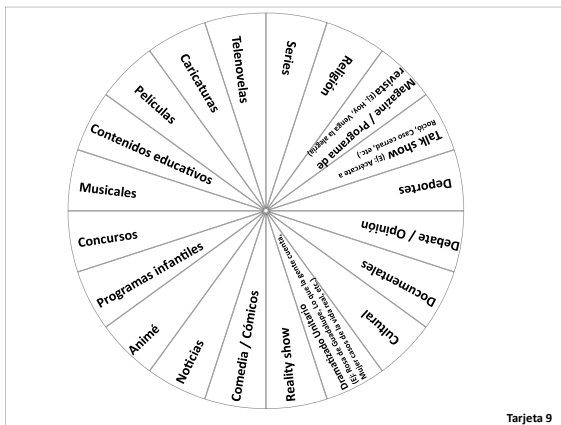 Series
Religión
Magazine / Programa de
revista (Ej: Hoy, Venga la alegría)
Talk show (Ej: Acércate a
Rocío, Caso cerrad, etc.)
Deportes
Debate / Opinión
Documentales
Cultural
Dramatizado Unitario
(Ej: Rosa de Guadalupe. Lo que la gente cuenta,
Mujer casos de la vida real, etc.)
Reality show
Comedia / Cómicos
Noticias
Animé
Programas infantiles
Concursos
Musicales
Contenidos educativos
Películas
Caricaturas
Telenovelas
Tarjeta 9